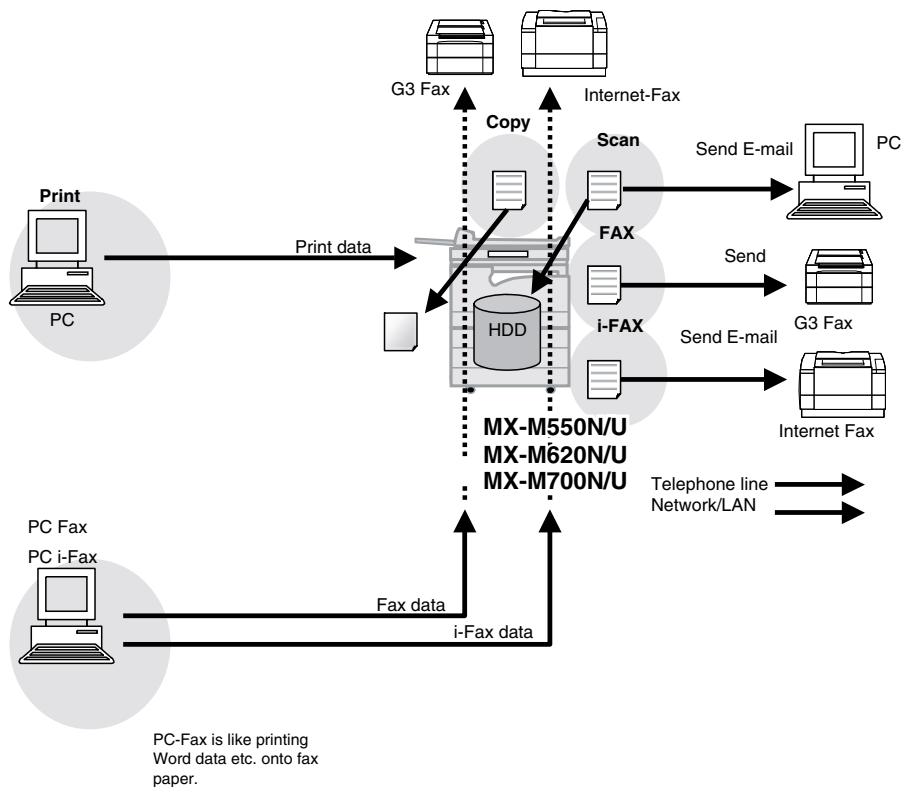 G3 Fax
Internet-Fax
Copy
Scan
Send E-mail
PC
Print
Print data
PC
FAX
Send
G3 Fax
HDD
i-FAX
Send E-mail
Internet Fax
MX-M550N/U
MX-M620N/U
MX-M700N/U
Telephone line
Network/LAN
PC Fax
PC i-Fax
Fax data
i-Fax data
PC-Fax is like printing
Word data etc. onto fax
paper.